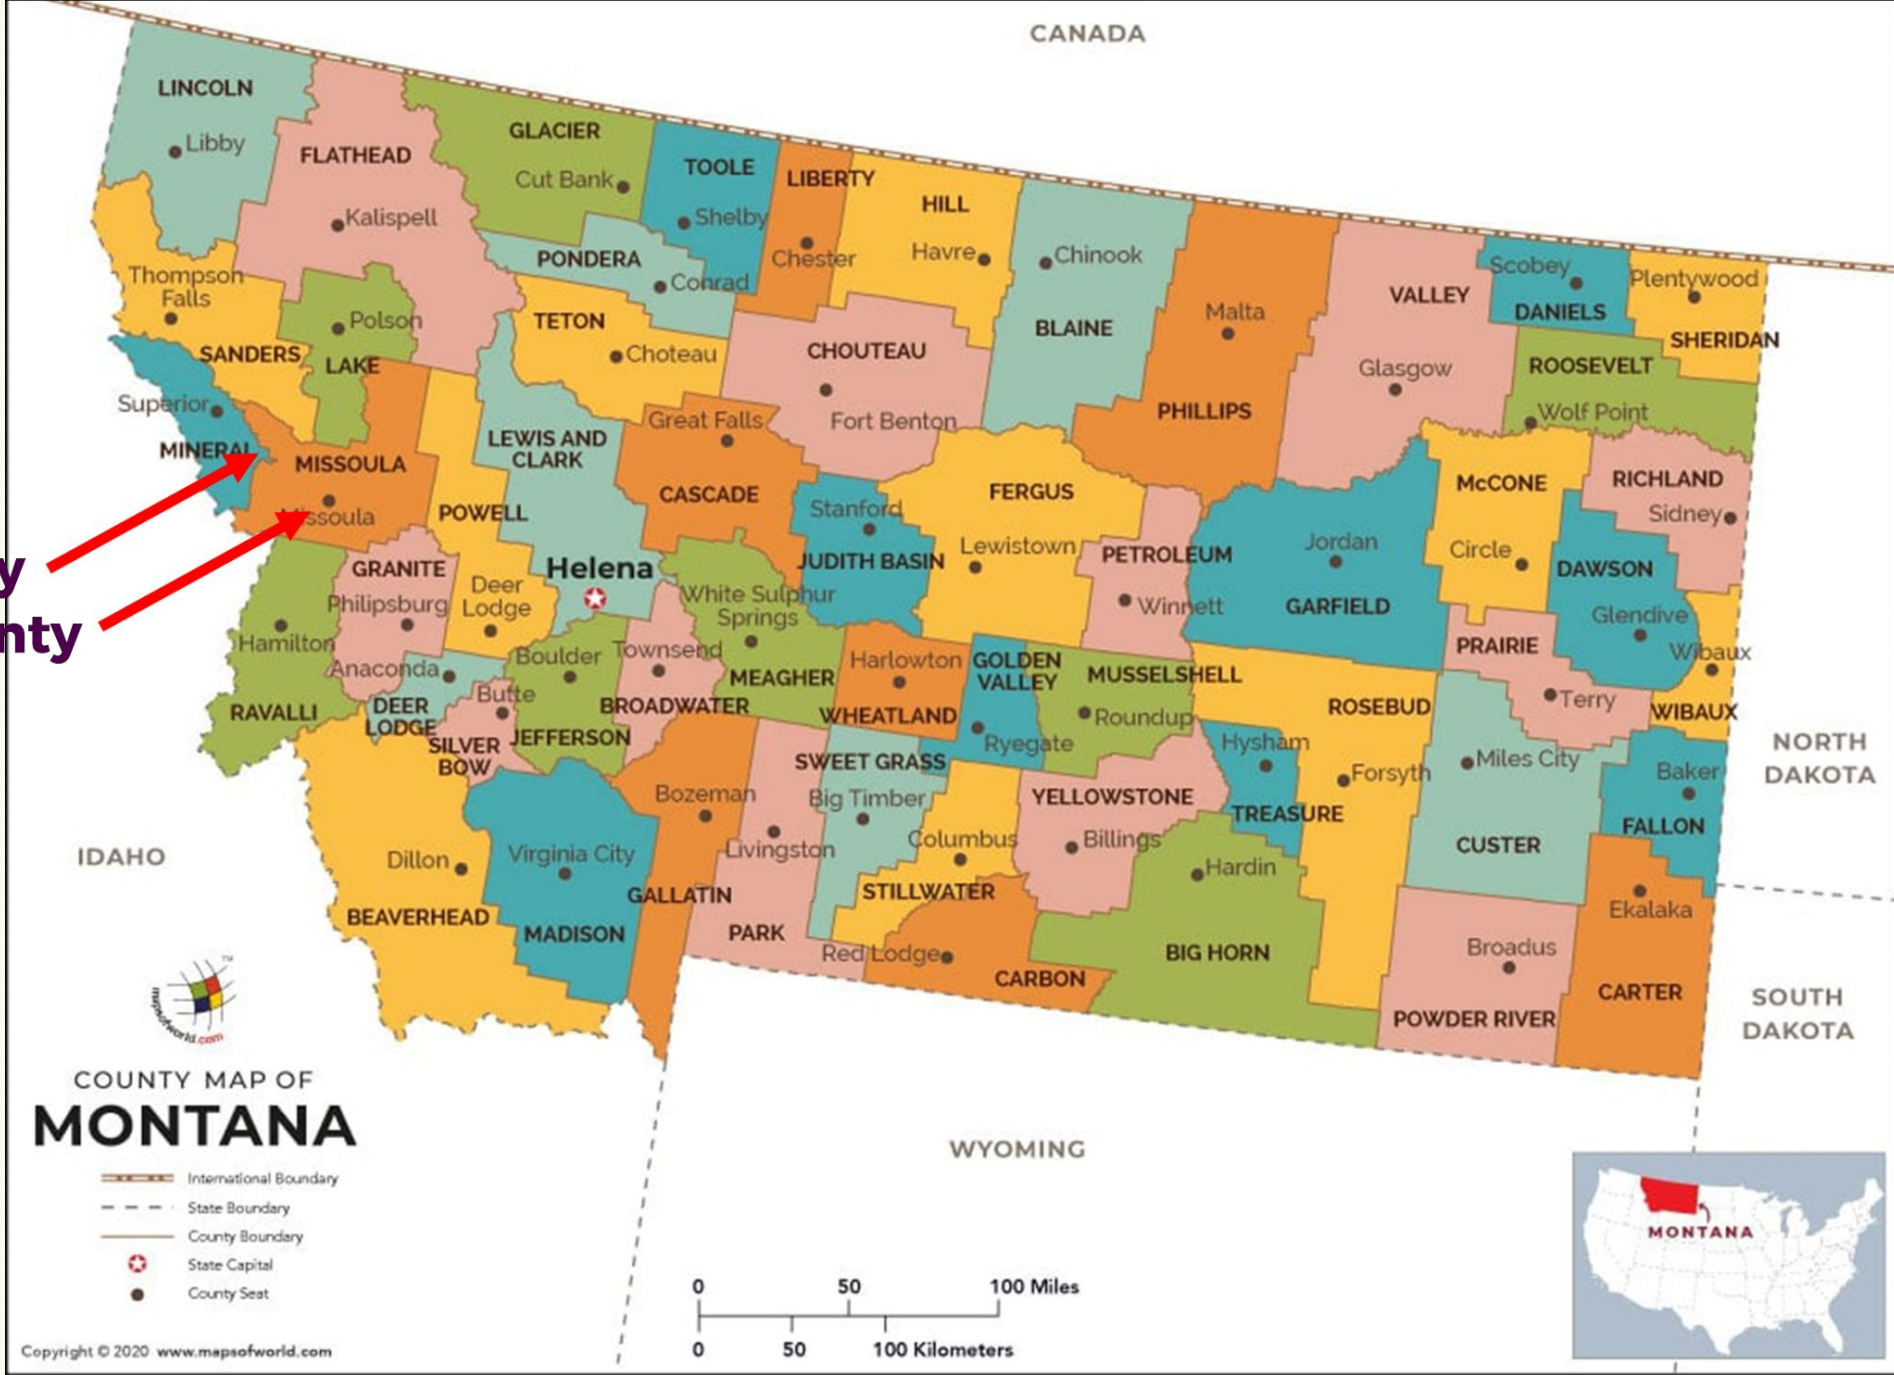 CANADA
LINCOLN
Libby
FLATHEAD
Kalispell
GLACIER
Cut Bank
TOOLE
Shelby
LIBERTY
Chester
HILL
Havre
Chinook
BLAINE
Malta
PHILLIPS
VALLEY
Glasgow
Scobey
DANIELS
Plentywood
SHERIDAN
ROOSEVELT
Wolf Point
PONDERA
Conrad
Thompson
Falls
SANDERS
Polson
LAKE
TETON
Choteau
CHOUTEAU
Fort Benton
Superior
MINERAL
MISSOULA
Missoula
POWELL
Deer
Lodge
LEWIS AND
CLARK
Helena
Great Falls
CASCADE
Stanford
JUDITH BASIN
FERGUS
Lewistown
PETROLEUM
Winnett
Jordan
GARFIELD
McCONE
Circle
RICHLAND
Sidney
DAWSON
Glendive
PRAIRIE
Terry
Wibaux
WIBAUX
y
nty
GRANITE
Philipsburg
Hamilton
RAVALLI
Anaconda
DEER
LODGE
Butte
SILVER
BOW
Boulder
JEFFERSON
Townsend
BROADWATER
White Sulphur
Springs
MEAGHER
Harlowton
WHEATLAND
GOLDEN
VALLEY
Ryegate
MUSSELSHELL
Roundup
ROSEBUD
Forsyth
Hysham
TREASURE
Miles City
CUSTER
Baker
FALLON
NORTH
DAKOTA
IDAHO
Dillon
BEAVERHEAD
Virginia City
MADISON
Bozeman
GALLATIN
Livingston
PARK
SWEET GRASS
Big Timber
Columbus
STILLWATER
YELLOWSTONE
Billings
Red Lodge
CARBON
Hardin
BIG HORN
Broadus
POWDER RIVER
Ekalaka
CARTER
SOUTH
DAKOTA
WYOMING
TM
mapsofworld.com
COUNTY MAP OF
MONTANA
International Boundary
State Boundary
County Boundary
State Capital
County Seat
0 50 100 Miles
0 50 100 Kilometers
MONTANA
Copyright © 2020 www.mapsofworld.com